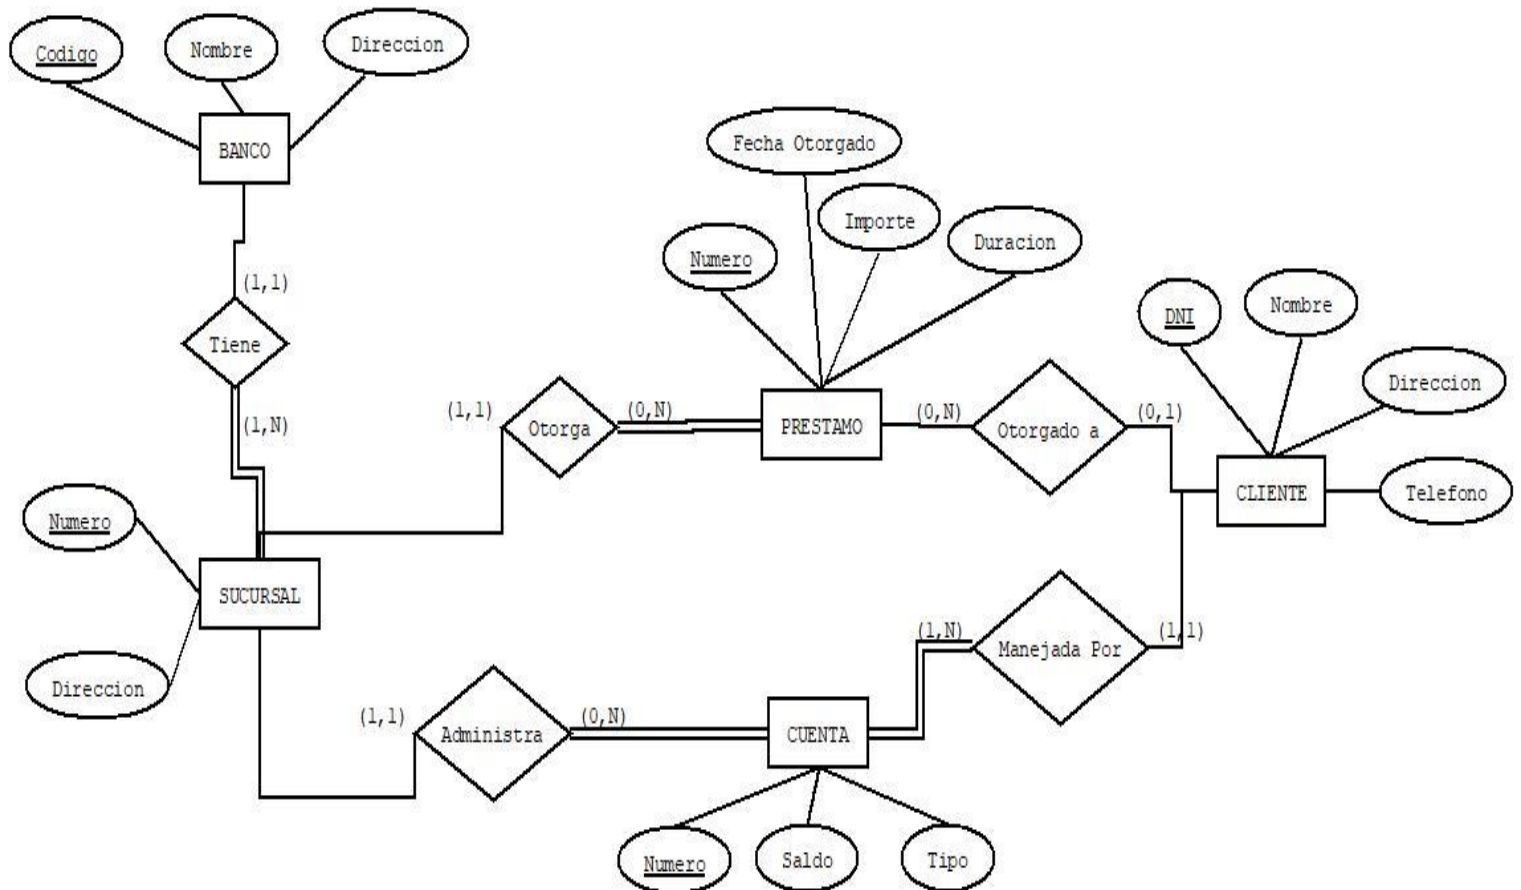 Codigo
Nombre
Direccion
BANCO
(1,1)
Tiene
(1,N)
Fecha Otorgado
Importe
Numero
Duracion
DNI
Nombre
Direccion
(1,1)
Otorga
(0,N)
PRESTAMO
(0,N)
Otorgado a
(0,1)
CLIENTE
Telefono
Numero
SUCURSAL
Direccion
(1,1)
Administra
(0,N)
CUENTA
(1,N)
Manejada Por
(1,1)
Numero
Saldo
Tipo